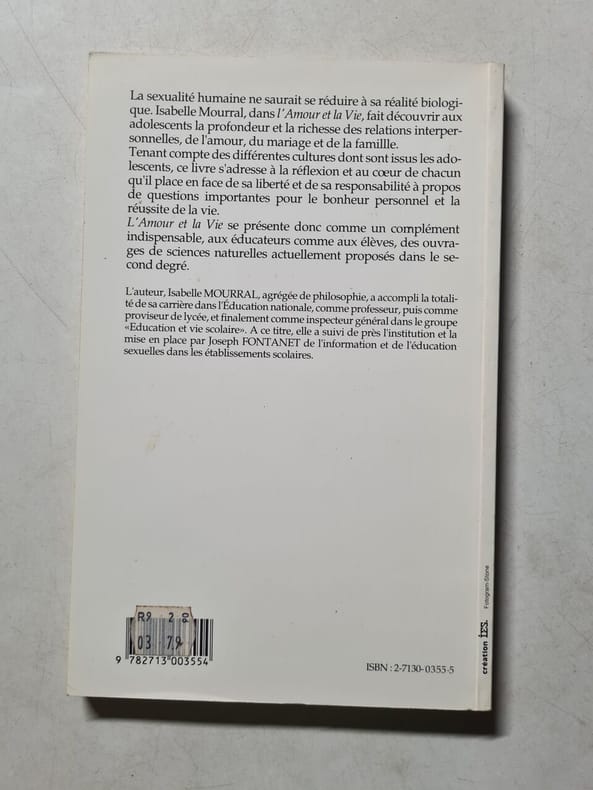 La sexualité humaine ne saurait se réduire à sa réalité biologi-
que. Isabelle Mourral, dans l'Amour et la Vie, fait découvrir aux
adolescents la profondeur et la richesse des relations interper-
sonnelles, de l'amour, du mariage et de la famillle.
Tenant compte des différentes cultures dont sont issus les ado-
lescents, ce livre s'adresse à la réflexion et au cœur de chacun
qu'il place en face de sa liberté et de sa responsabilité à propos
de questions importantes pour le bonheur personnel et la
réussite de la vie.
L'Amour et la Vie se présente donc comme un complément
indispensable, aux éducateurs comme aux élèves, des ouvra-
ges de sciences naturelles actuellement proposés dans le se-
cond degré.
L'auteur, Isabelle MOURRAL, agrégée de philosophie, a accompli la totali-
té de sa carrière dans l'Éducation nationale, comme professeur, puis comme
proviseur de lycée, et finalement comme inspecteur général dans le groupe
«Education et vie scolaire». A ce titre, elle a suivi de près l'institution et la
mise en place par Joseph FONTANET de l'information et de l'éducation
sexuelles dans les établissements scolaires.
R9 2 90
03 79
9 782713 003554
ISBN : 2-7130-0355-5
création i.e.s. Fotogram-Stone